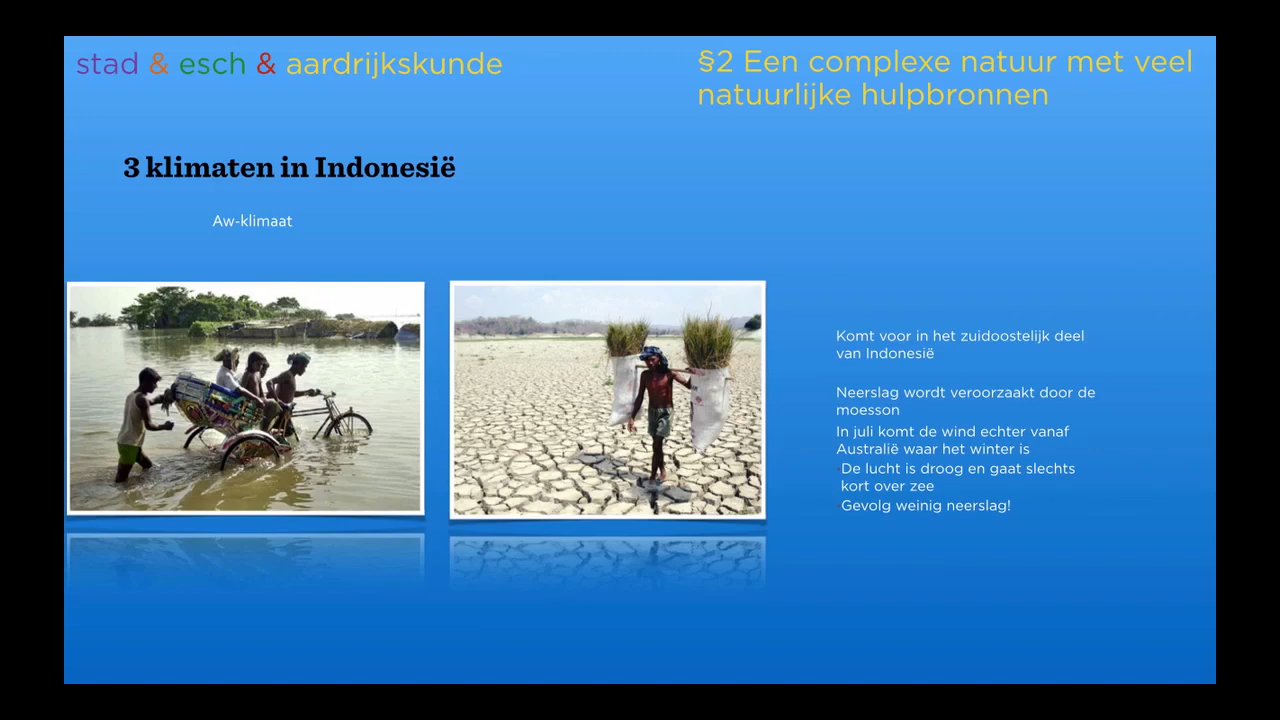 stad & esch & aardrijkskunde
§2 Een complexe natuur met veel
natuurlijke hulpbronnen
3 klimaten in Indonesië
Aw-klimaat
Komt voor in het zuidoostelijk deel
van Indonesië
Neerslag wordt veroorzaakt door de
moesson
In juli komt de wind echter vanaf
Australië waar het winter is
•De lucht is droog en gaat slechts
kort over zee
•Gevolg weinig neerslag!